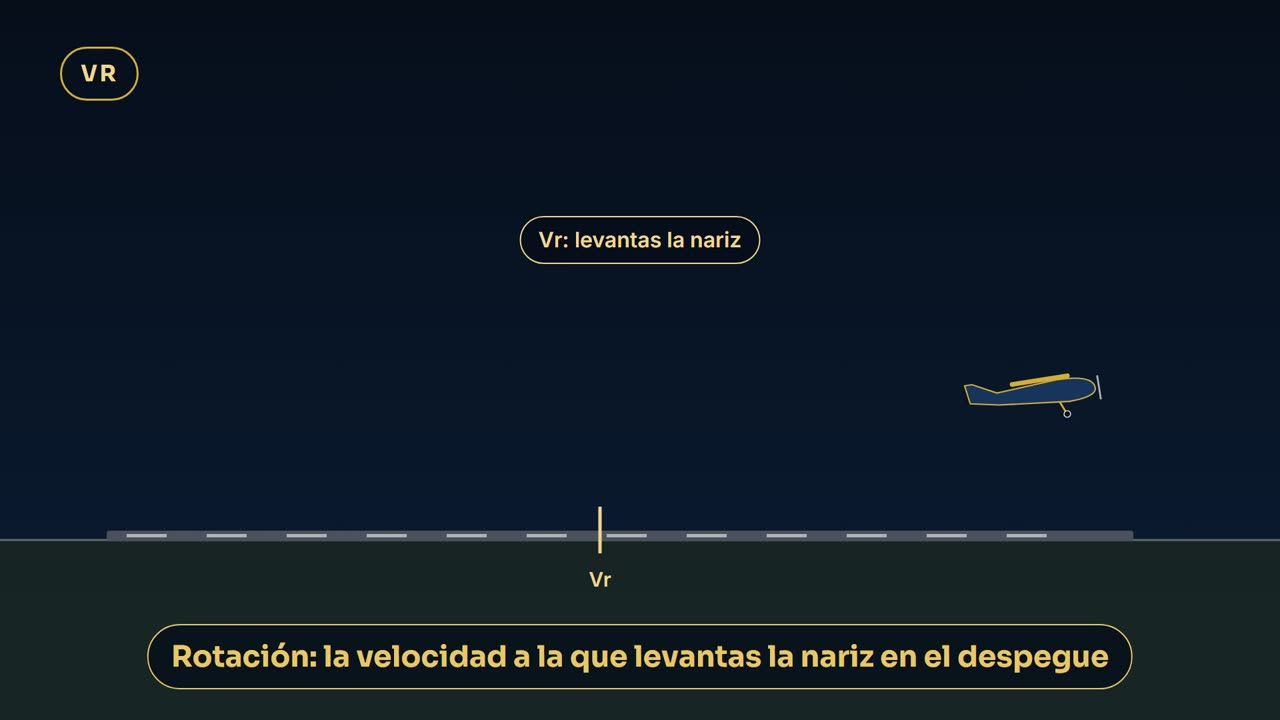 VR
Vr: levantas la nariz
Vr
Rotación: la velocidad a la que levantas la nariz en el despegue